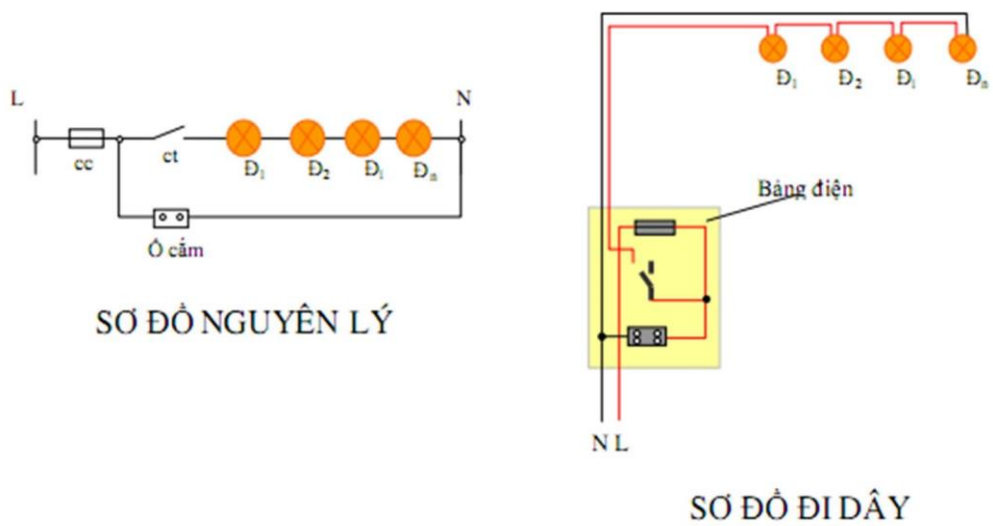 L
N
cc
ct
Đ₁
Đ₂
Đᵢ
Đₙ
Ổ cắm
SƠ ĐỒ NGUYÊN LÝ
Đ₁
Đ₂
Đᵢ
Đₙ
Bảng điện
N L
SƠ ĐỒ ĐI DÂY